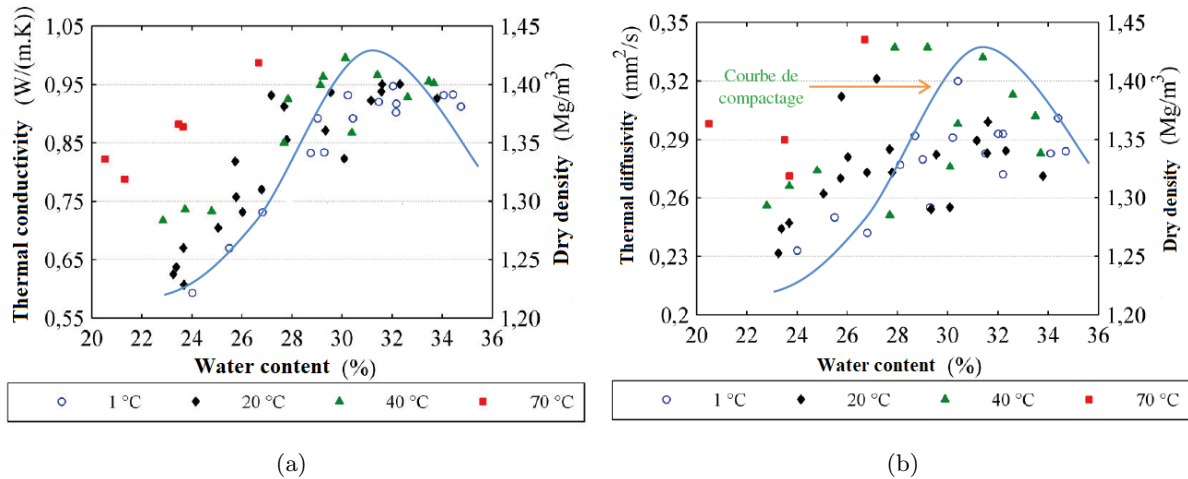 Thermal conductivity (W/(m.K))
1,05
0,95
0,85
0,75
0,65
0,55
1,45
1,40
1,35
1,30
1,25
1,20
Dry density (Mg/m³)
20 22 24 26 28 30 32 34 36
Water content (%)
1 °C 20 °C 40 °C 70 °C
(a)
Thermal diffusivity (mm²/s)
0,35
0,32
0,29
0,26
0,23
0,2
Courbe de
compactage
1,45
1,40
1,35
1,30
1,25
1,20
Dry density (Mg/m³)
20 22 24 26 28 30 32 34 36
Water content (%)
1 °C 20 °C 40 °C 70 °C
(b)